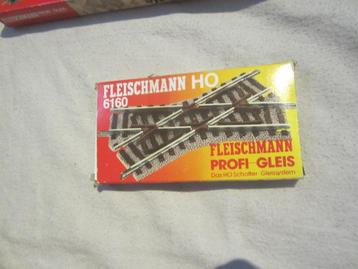 FLEISCHMANN HO
6160
FLEISCHMANN
PROFI-GLEIS
Das HO Schotter-Gleissystem